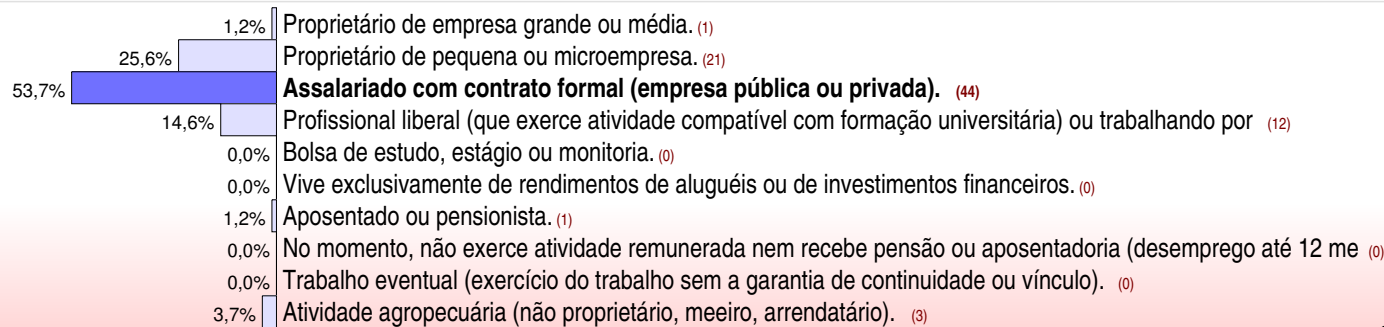 1,2% Proprietário de empresa grande ou média. (1)
25,6% Proprietário de pequena ou microempresa. (21)
53,7% Assalariado com contrato formal (empresa pública ou privada). (44)
14,6% Profissional liberal (que exerce atividade compatível com formação universitária) ou trabalhando por (12)
0,0% Bolsa de estudo, estágio ou monitoria. (0)
0,0% Vive exclusivamente de rendimentos de aluguéis ou de investimentos financeiros. (0)
1,2% Aposentado ou pensionista. (1)
0,0% No momento, não exerce atividade remunerada nem recebe pensão ou aposentadoria (desemprego até 12 me (0)
0,0% Trabalho eventual (exercício do trabalho sem a garantia de continuidade ou vínculo). (0)
3,7% Atividade agropecuária (não proprietário, meeiro, arrendatário). (3)